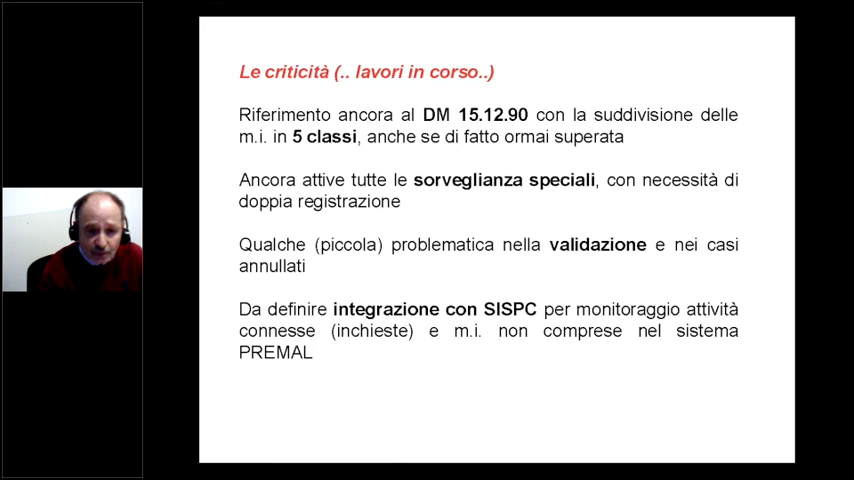 Le criticità (.. lavori in corso..)
Riferimento ancora al DM 15.12.90 con la suddivisione delle
m.i. in 5 classi, anche se di fatto ormai superata
Ancora attive tutte le sorveglianza speciali, con necessità di
doppia registrazione
Qualche (piccola) problematica nella validazione e nei casi
annullati
Da definire integrazione con SISPC per monitoraggio attività
connesse (inchieste) e m.i. non comprese nel sistema
PREMAL